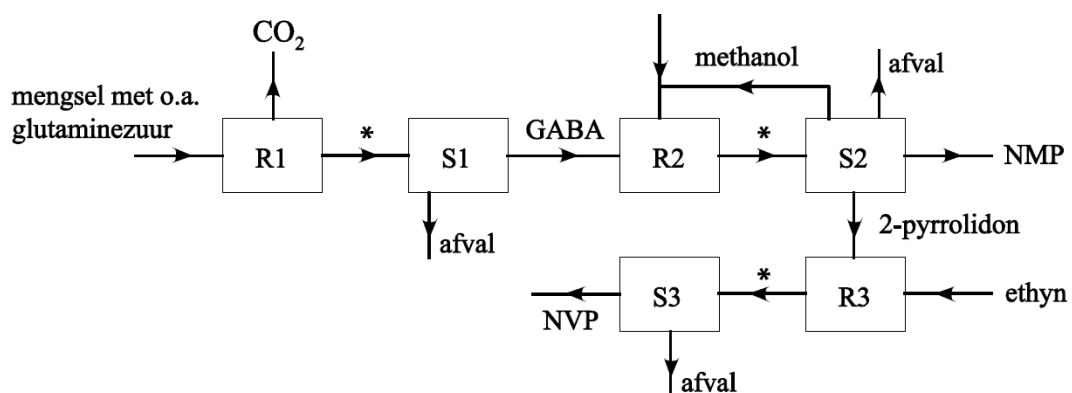 CO₂
methanol
afval
mengsel met o.a.
glutaminezuur
R1
*
S1
GABA
R2
*
S2
NMP
afval
2-pyrrolidon
NVP
S3
*
R3
ethyn
afval